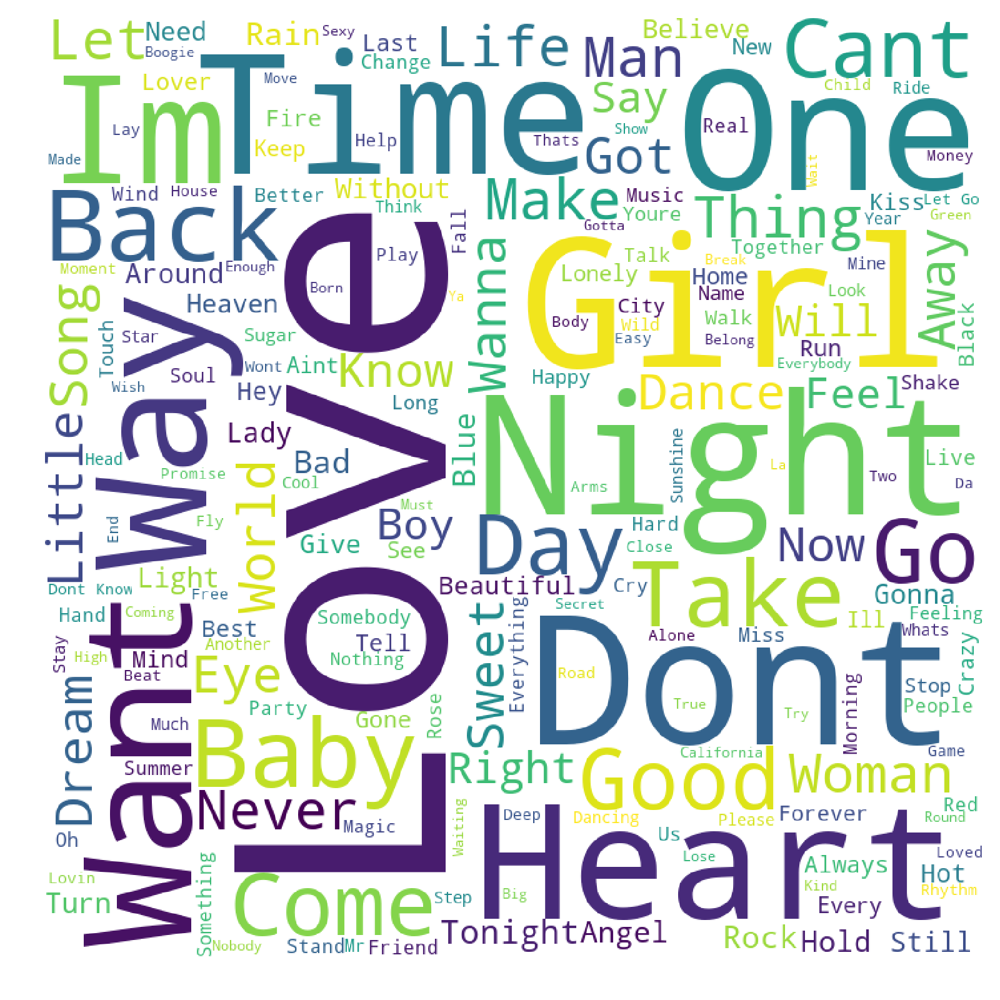 Let
Need
Boogie
Rain
Sexy
Last
Change
Life
Man
Believe
New
Cant
Child
Ride
Im
Lover
Time
Move
Fire
Keep
Help
Lay
Made
Say
Show
Thats
Got
One
Real
Wait
Money
Back
Wind
House
Better
Without
Think
Fall
Make
Music
Youre
Gotta
Thing
Kiss
Let Go
Year
Green
Moment
Around
Enough
Play
Born
Ya
Wanna
Girl
Talk
Lonely
Break
Together
Home
Name
Mine
Look
Away
Song
Heaven
Way
Love
City
Body
Wild
Easy
Walk
Belong
Will
Run
Everybody
Black
Touch
Star
Sugar
Wont
Aint
Know
Wish
Soul
Hey
Long
Happy
Dance
Feel
Shake
Little
Head
Lady
Promise
World
Bad
Cool
Blue
Night
Arms
Sunshine
La
Live
Two
Da
End
Fly
Must
Boy
Give
See
Day
Hard
Close
Now
Go
Dont Know
Light
Free
Beautiful
Cry
Secret
Take
Gonna
Hand
Coming
Want
Best
Another
Somebody
Tell
Nothing
Sweet
Everything
Alone
Miss
Ill
Feeling
Whats
Crazy
Stay
High
Mind
Beat
Eye
Dont
Road
True
Try
Morning
Stop
People
Dream
Much
Party
Gone
Rose
Baby
Summer
Right
California
Good
Woman
Game
Oh
Never
Magic
Waiting
Deep
Dancing
Please
Forever
Red
Round
Us
Lose
Heart
Loved
Always
Hot
Kind
Rhythm
Lovin
Turn
Something
Come
Step
Big
Every
Nobody
Stand
Mr
Friend
Tonight
Angel
Rock
Hold
Still